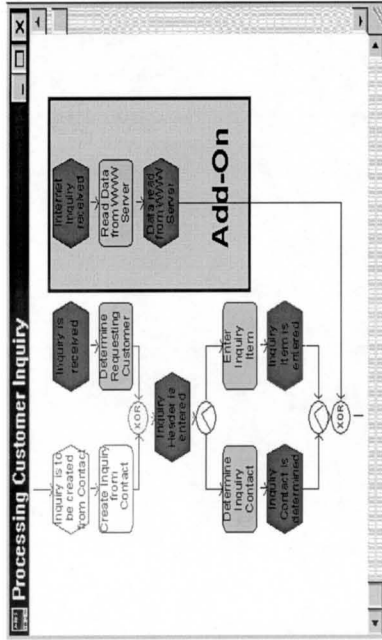 Processing Customer Inquiry
Inquiry is to
be created
from Contact
Inquiry is
received
Internet
Inquiry
received
Create Inquiry
from
Contact
Determine
Requesting
Customer
Read Data
from WWW
Server
XOR
Data read
from WWW
Server
Inquiry
Header is
entered
Add-On
Determine
Inquiry
Contact
Enter
Inquiry
Item
Inquiry
Contact is
determined
Inquiry
Item is
entered
XOR